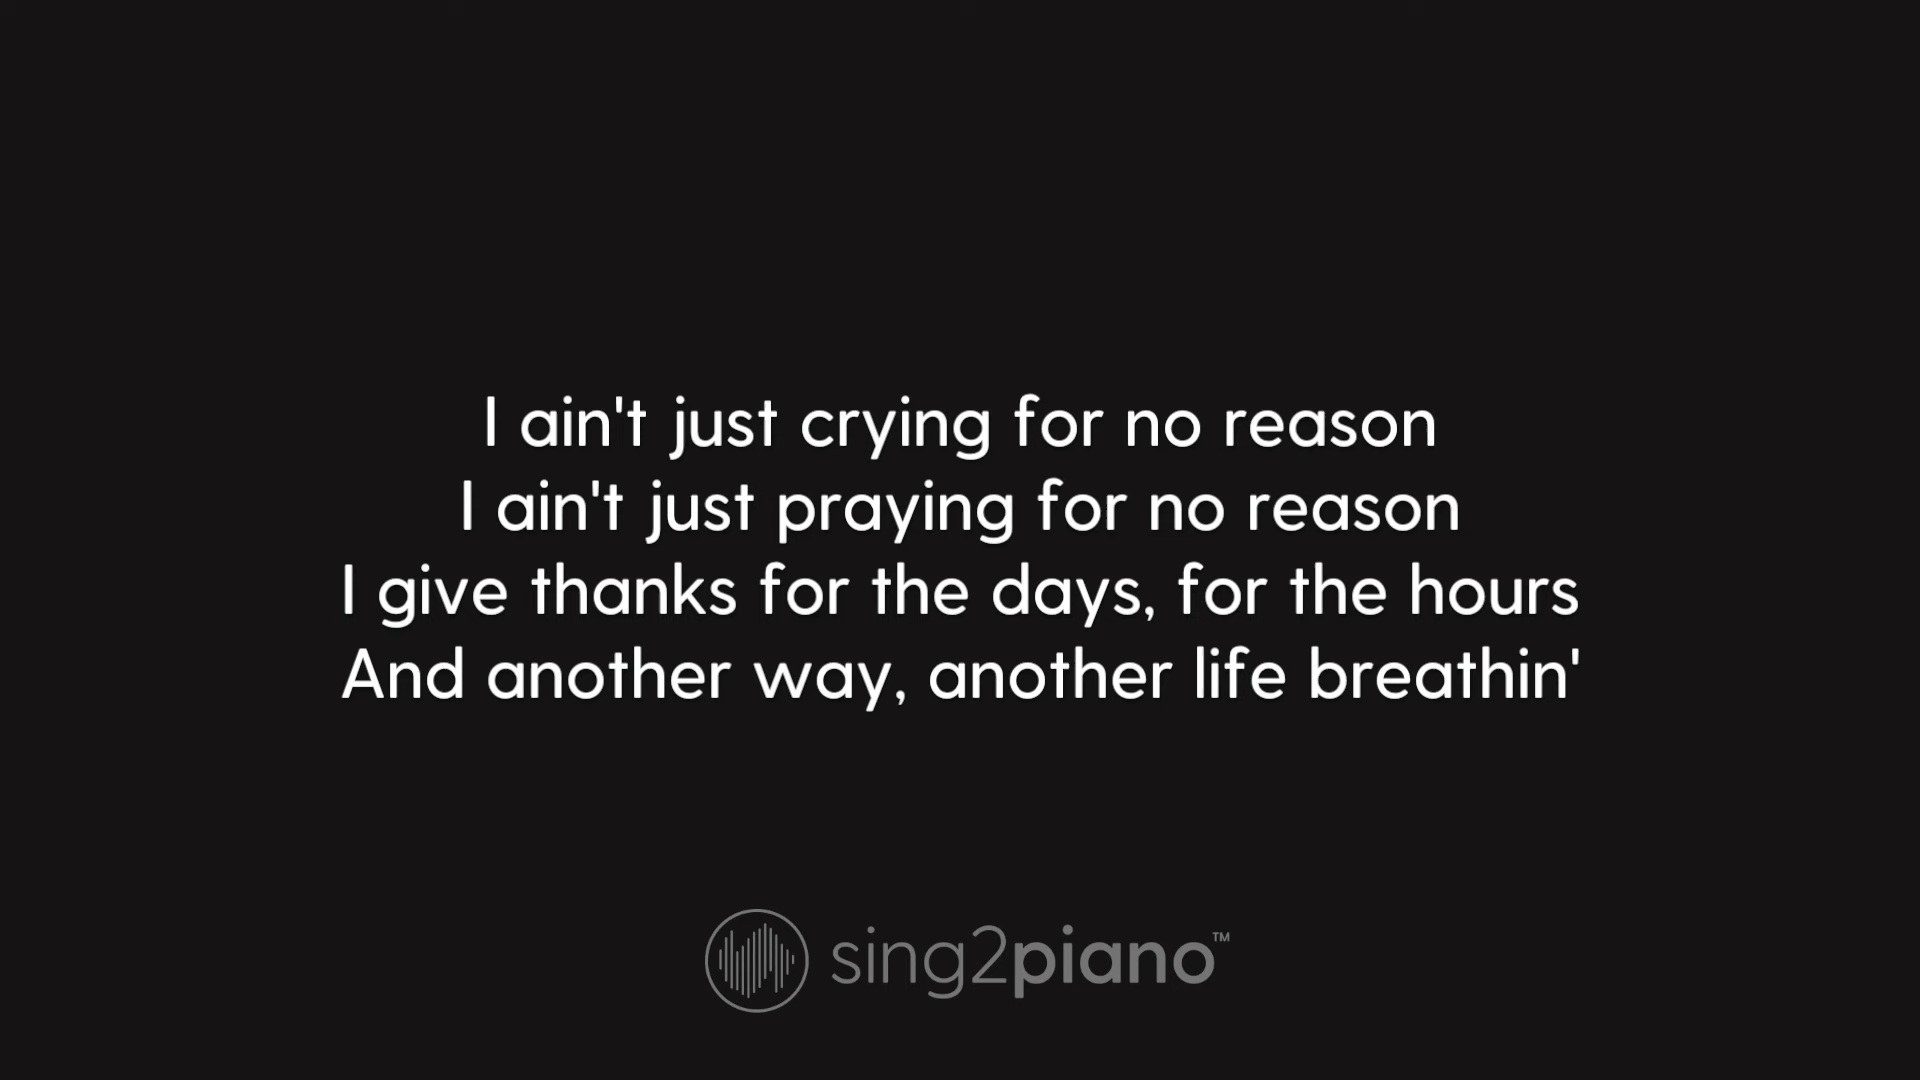 I ain't just crying for no reason
I ain't just praying for no reason
I give thanks for the days, for the hours
And another way, another life breathin'
sing2piano™